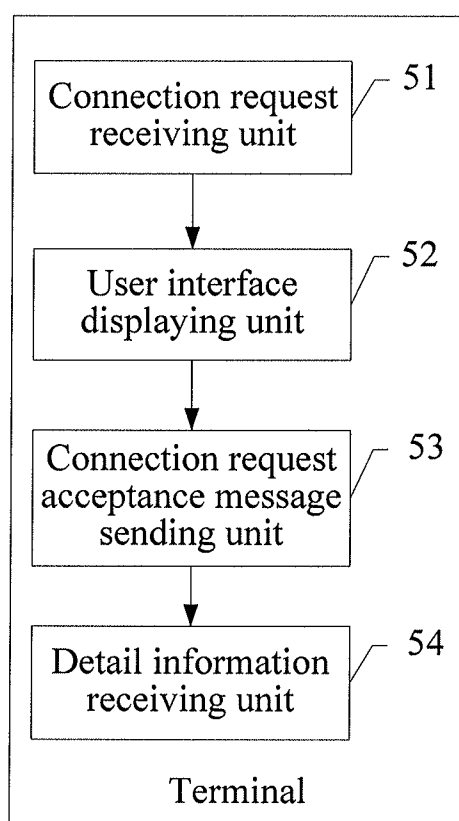 51
Connection request
receiving unit
52
User interface
displaying unit
53
Connection request
acceptance message
sending unit
54
Detail information
receiving unit
Terminal